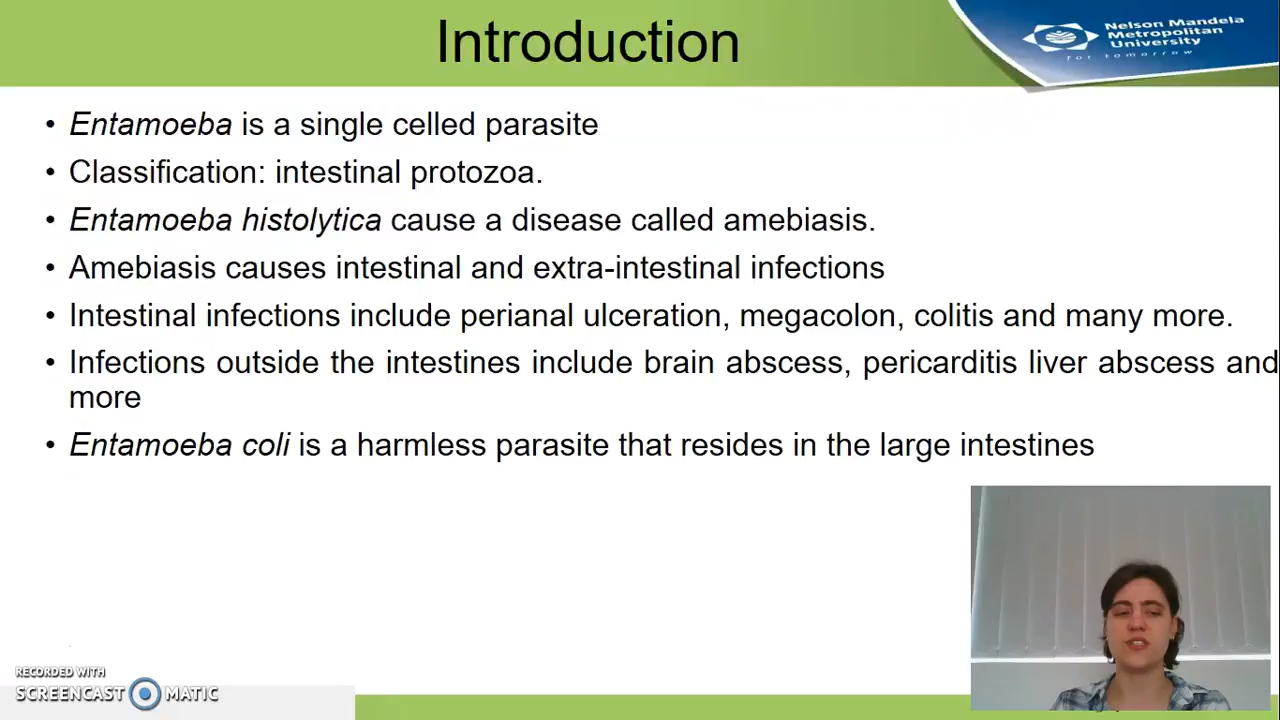 Introduction
Nelson Mandela
Metropolitan
University
for tomorrow
• Entamoeba is a single celled parasite
• Classification: intestinal protozoa.
• Entamoeba histolytica cause a disease called amebiasis.
• Amebiasis causes intestinal and extra-intestinal infections
• Intestinal infections include perianal ulceration, megacolon, colitis and many more.
• Infections outside the intestines include brain abscess, pericarditis liver abscess and
more
• Entamoeba coli is a harmless parasite that resides in the large intestines
RECORDED WITH
SCREENCAST MATIC